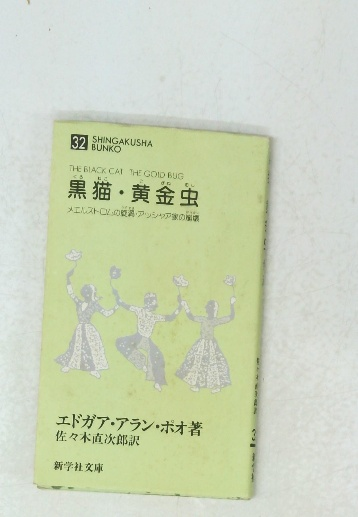 32 SHINGAKUSHA
BUNKO
THE BLACK CAT THE GOLD BUG
黒猫・黄金虫
メエルストロムの旋渦・アッシャア家の崩壊
エドガア・アラン・ポオ著
佐々木直次郎訳
新学社文庫